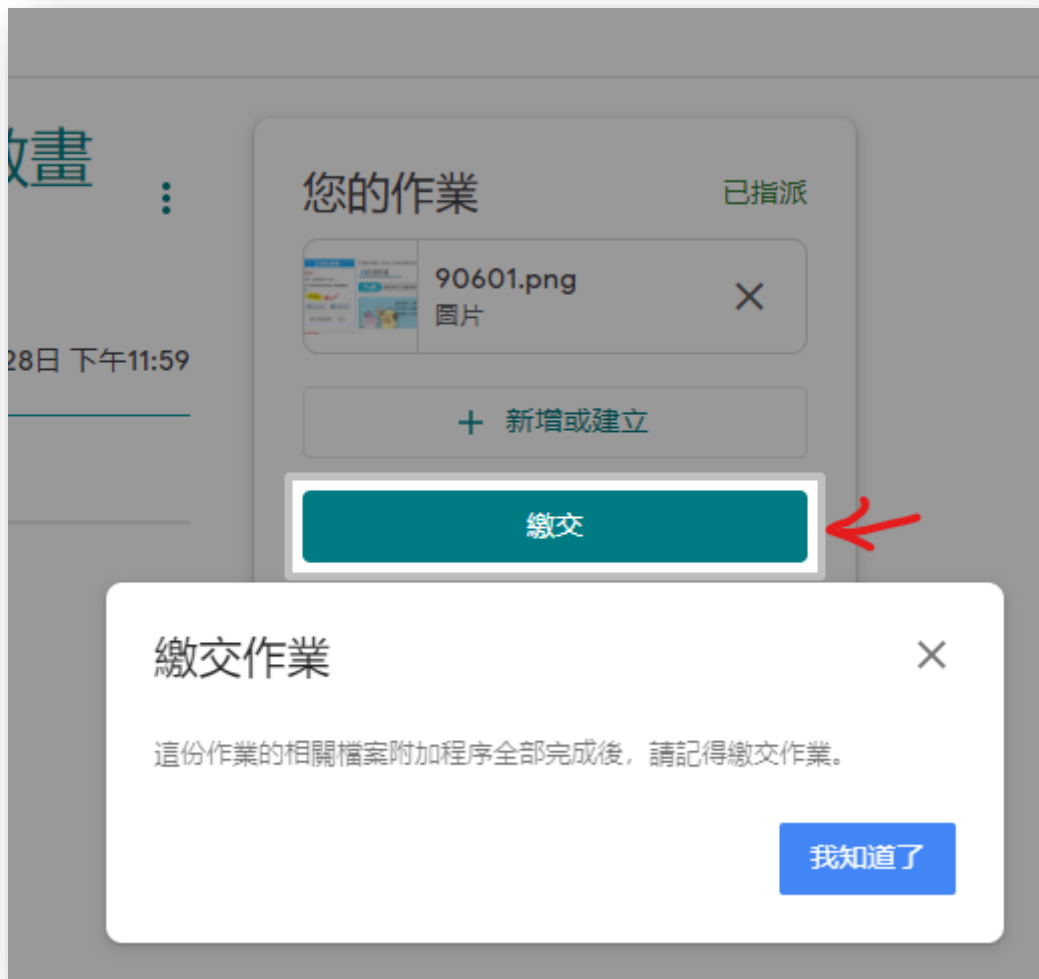 畫
28日 下午11:59
您的作業
已指派
90601.png
圖片
+ 新增或建立
繳交
繳交作業
這份作業的相關檔案附加程序全部完成後，請記得繳交作業。
我知道了